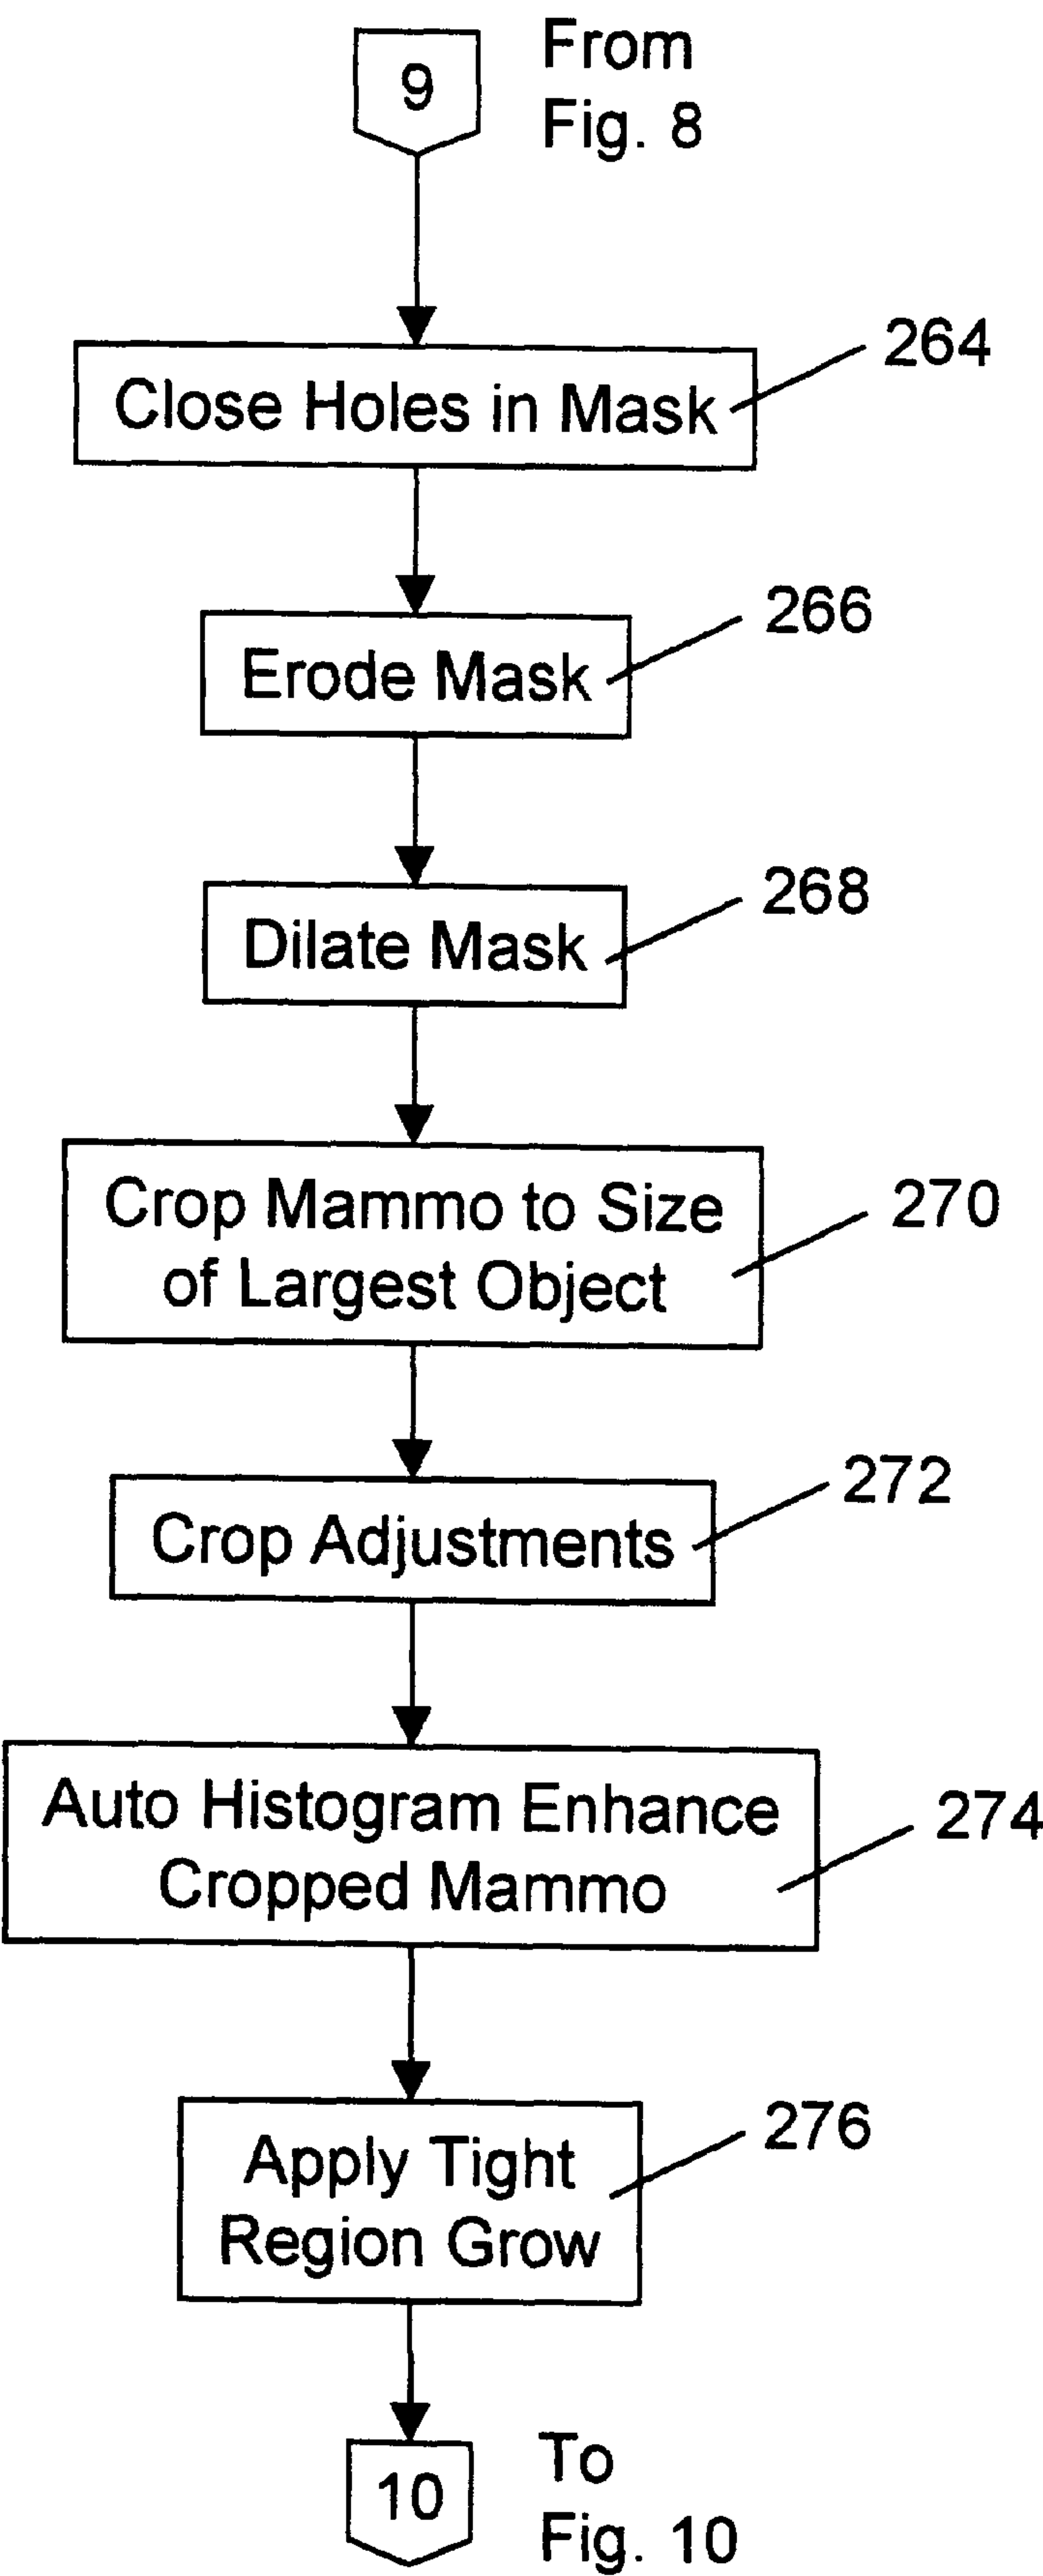 9
From
Fig. 8
264
Close Holes in Mask
266
Erode Mask
268
Dilate Mask
270
Crop Mammo to Size
of Largest Object
272
Crop Adjustments
274
Auto Histogram Enhance
Cropped Mammo
276
Apply Tight
Region Grow
10
To
Fig. 10